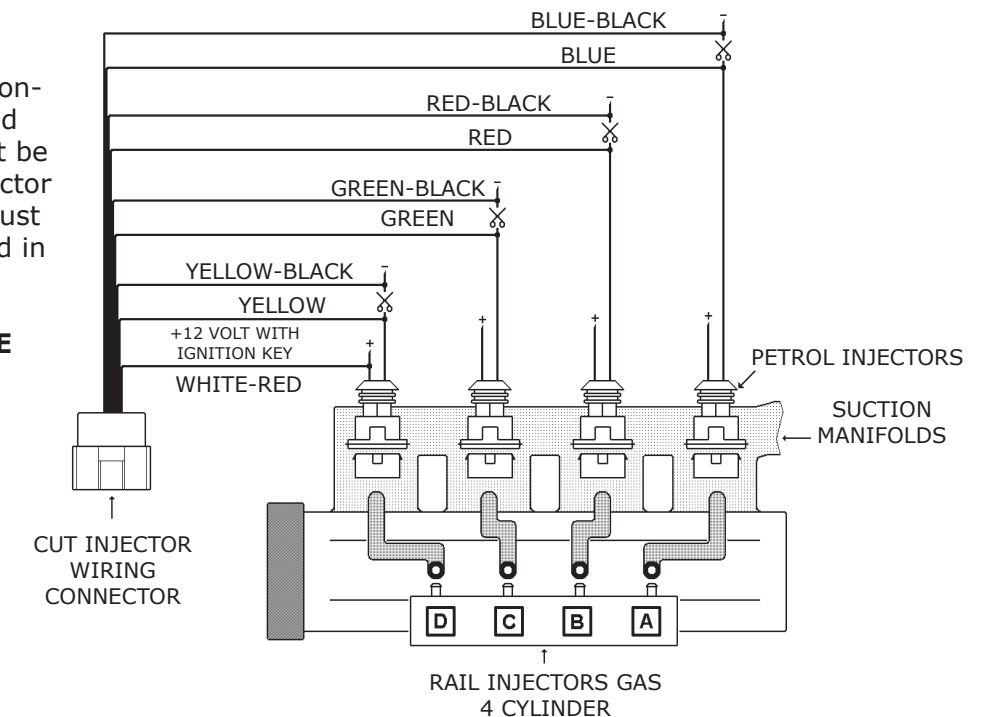 on-
d
t be
ctor
ust
d in
E
BLUE-BLACK
-
BLUE
RED-BLACK
-
RED
GREEN-BLACK
-
GREEN
YELLOW-BLACK
-
YELLOW
+12 VOLT WITH
IGNITION KEY
+
+
+
+
WHITE-RED
PETROL INJECTORS
SUCTION
MANIFOLDS
CUT INJECTOR
WIRING
CONNECTOR
D C B A
RAIL INJECTORS GAS
4 CYLINDER